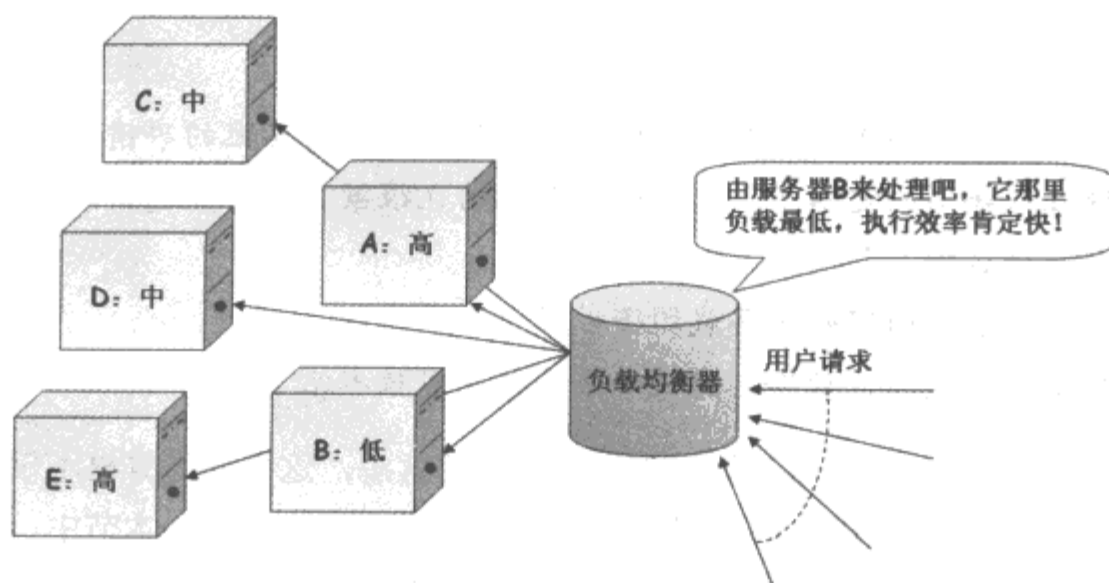 C：中
A：高
由服务器B来处理吧，它那里
负载最低，执行效率肯定快！
D：中
用户请求
负载均衡器
B：低
E：高